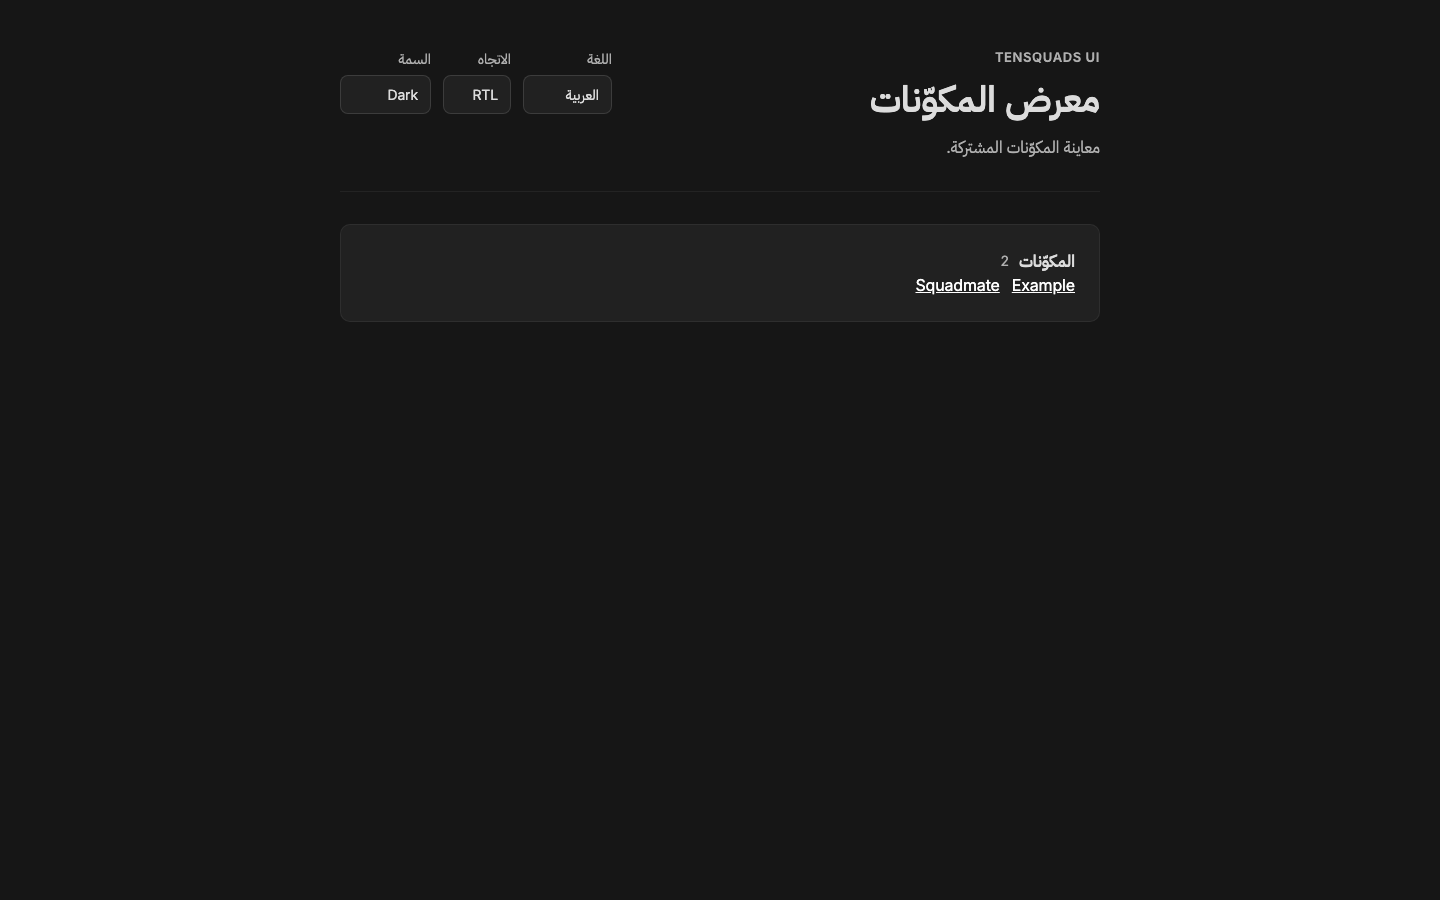 TENSQUADS UI
معرض المكوّنات
معاينة المكوّنات المشتركة.
اللغة
العربية
الاتجاه
RTL
السمة
Dark
المكوّنات 2
Example Squadmate